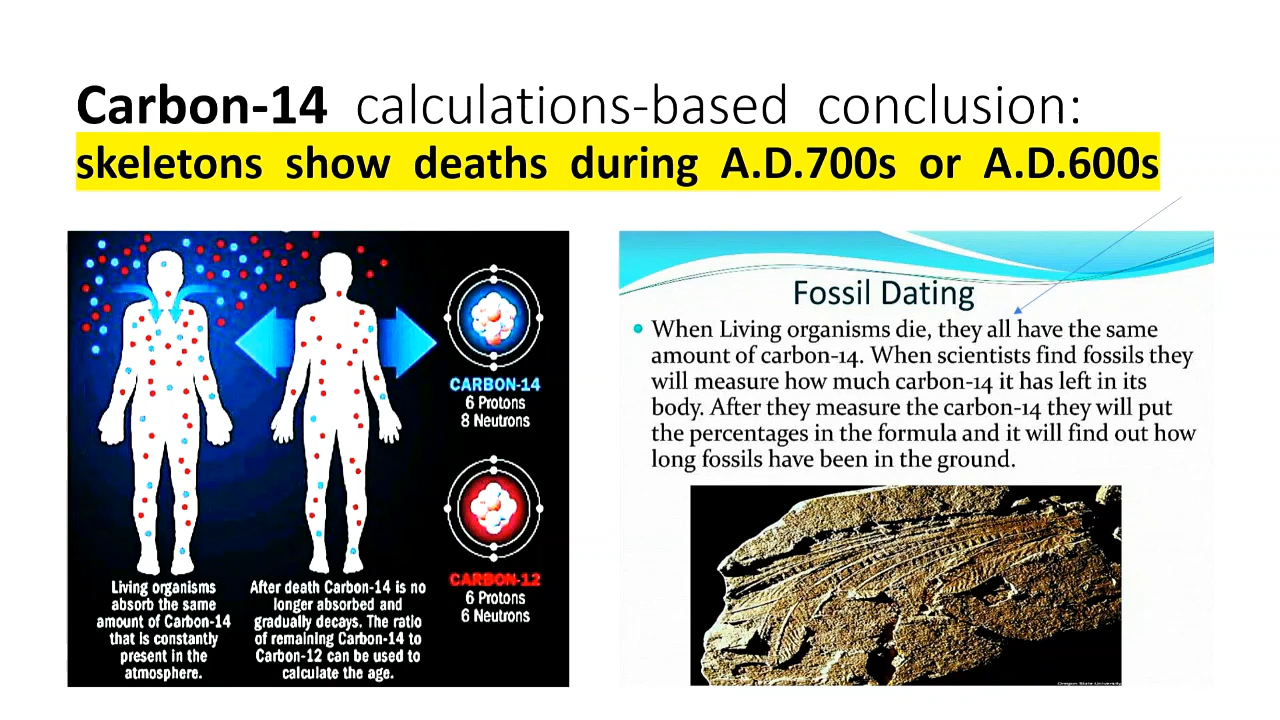 Carbon-14 calculations-based conclusion:
skeletons show deaths during A.D.700s or A.D.600s
CARBON-14
6 Protons
8 Neutrons
CARBON-12
6 Protons
6 Neutrons
Living organisms
absorb the same
amount of Carbon-14
that is constantly
present in the
atmosphere.
After death Carbon-14 is no
longer absorbed and
gradually decays. The ratio
of remaining Carbon-14 to
Carbon-12 can be used to
calculate the age.
Fossil Dating
When Living organisms die, they all have the same
amount of carbon-14. When scientists find fossils they
will measure how much carbon-14 it has left in its
body. After they measure the carbon-14 they will put
the percentages in the formula and it will find out how
long fossils have been in the ground.
Oregon State University